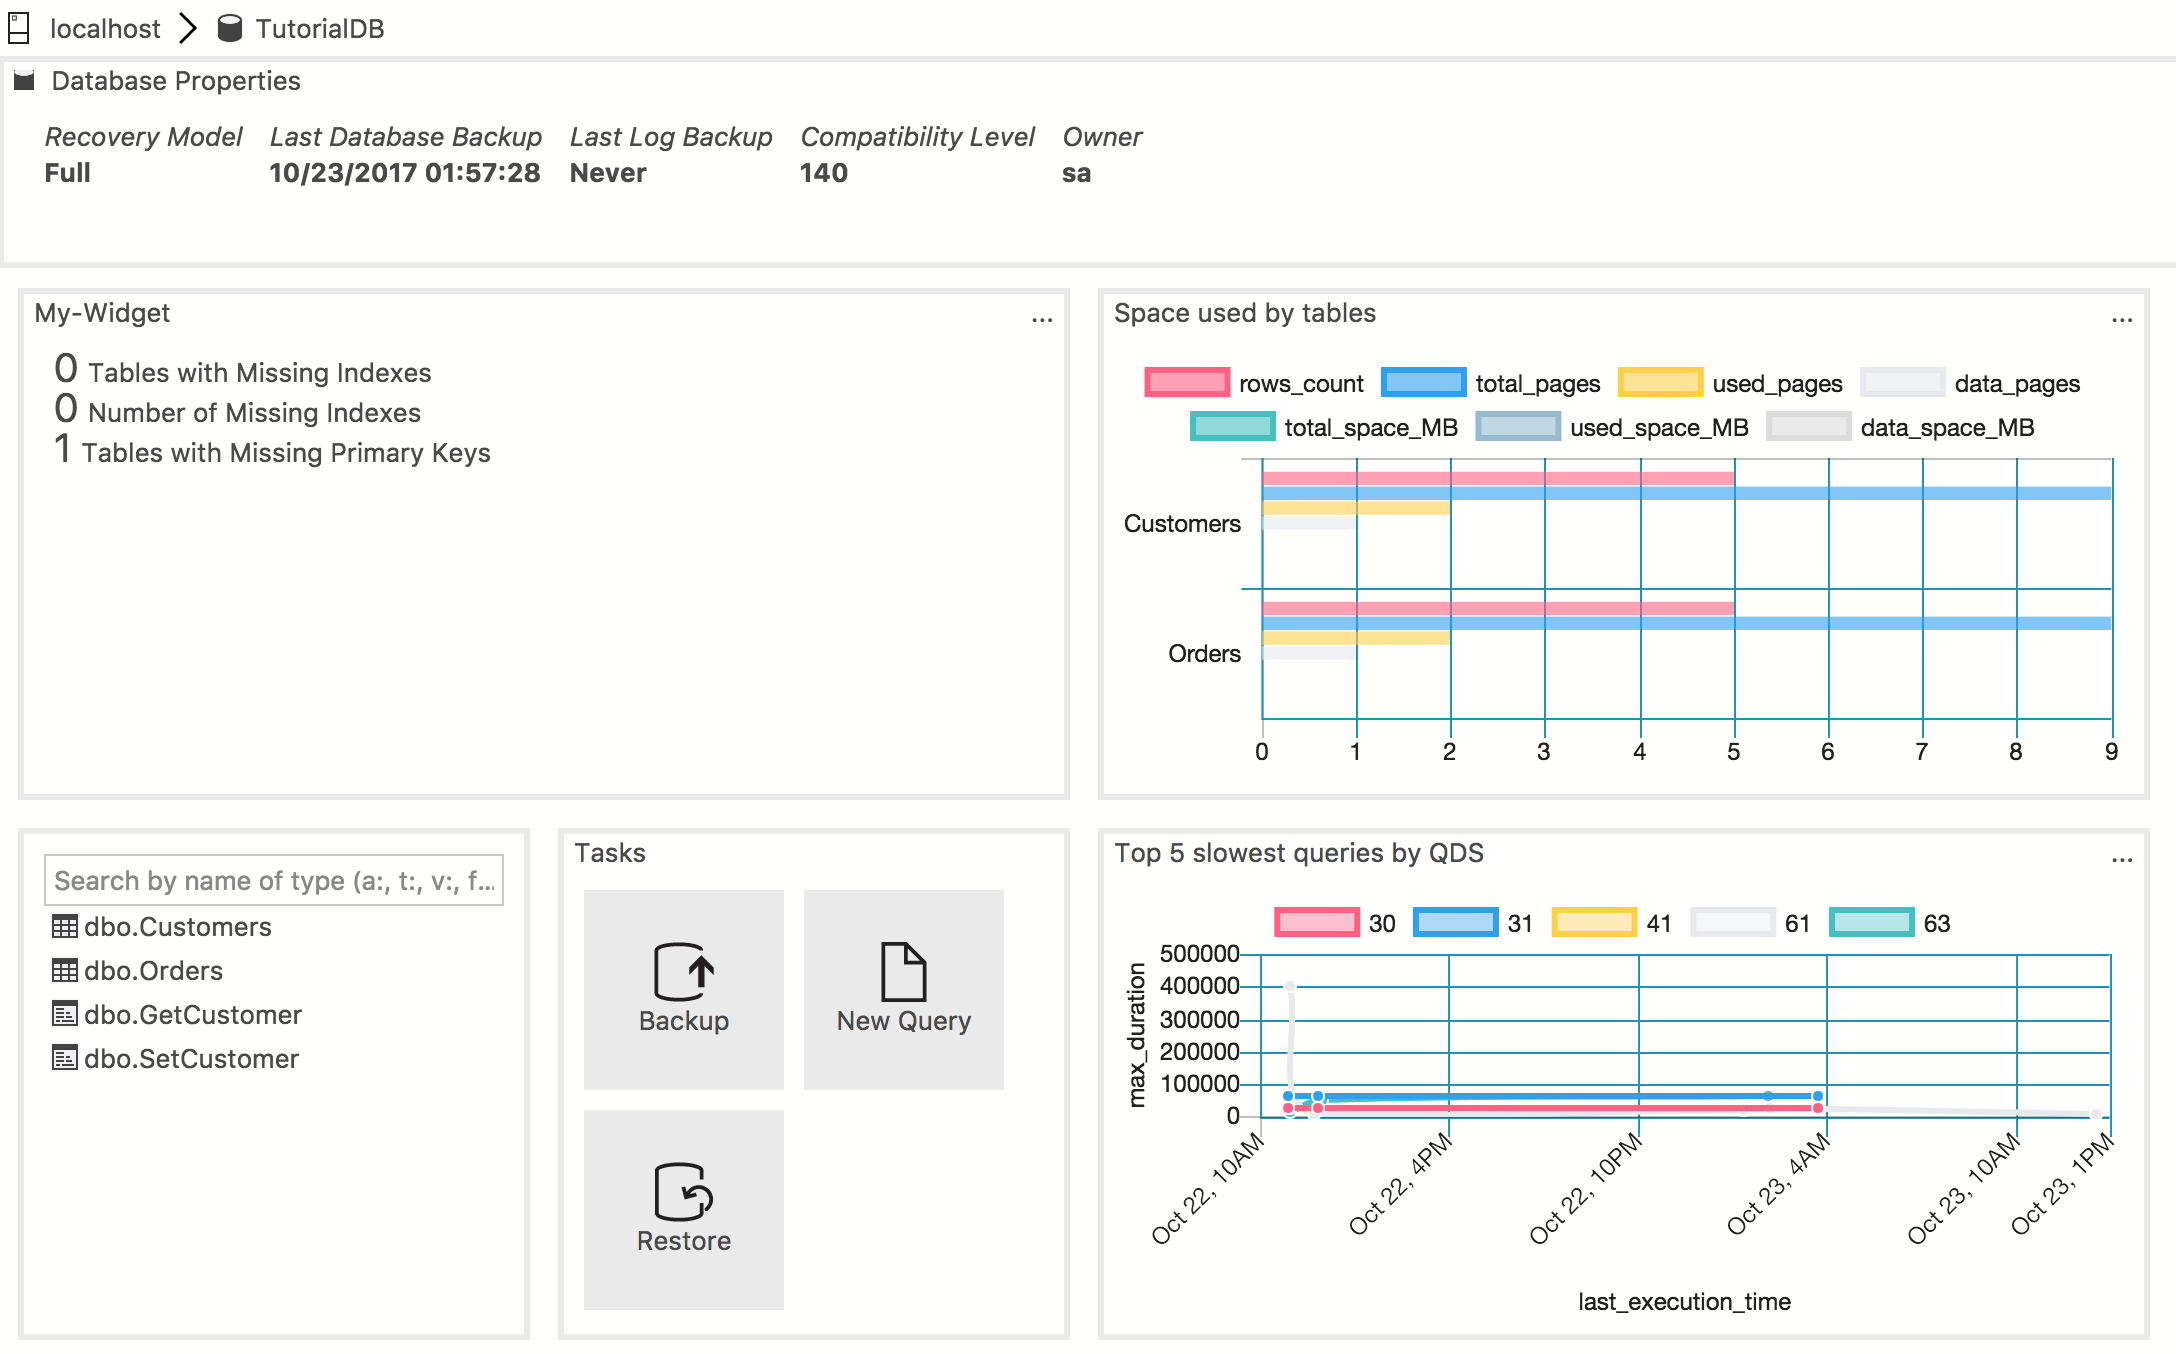 localhost TutorialDB
Database Properties
Recovery Model Last Database Backup Last Log Backup Compatibility Level Owner
Full 10/23/2017 01:57:28 Never 140 sa
My-Widget ...
0 Tables with Missing Indexes
0 Number of Missing Indexes
1 Tables with Missing Primary Keys
Space used by tables ...
rows_count total_pages used_pages data_pages
total_space_MB used_space_MB data_space_MB
Customers
Orders
0 1 2 3 4 5 6 7 8 9
Search by name of type (a:, t:, v:, f...
dbo.Customers
dbo.Orders
dbo.GetCustomer
dbo.SetCustomer
Tasks
Backup
New Query
Restore
Top 5 slowest queries by QDS ...
30 31 41 61 63
max_duration
500000
400000
300000
200000
100000
0
Oct 22, 10AM
Oct 22, 4PM
Oct 22, 10PM
Oct 23, 4AM
Oct 23, 10AM
Oct 23, 1PM
last_execution_time